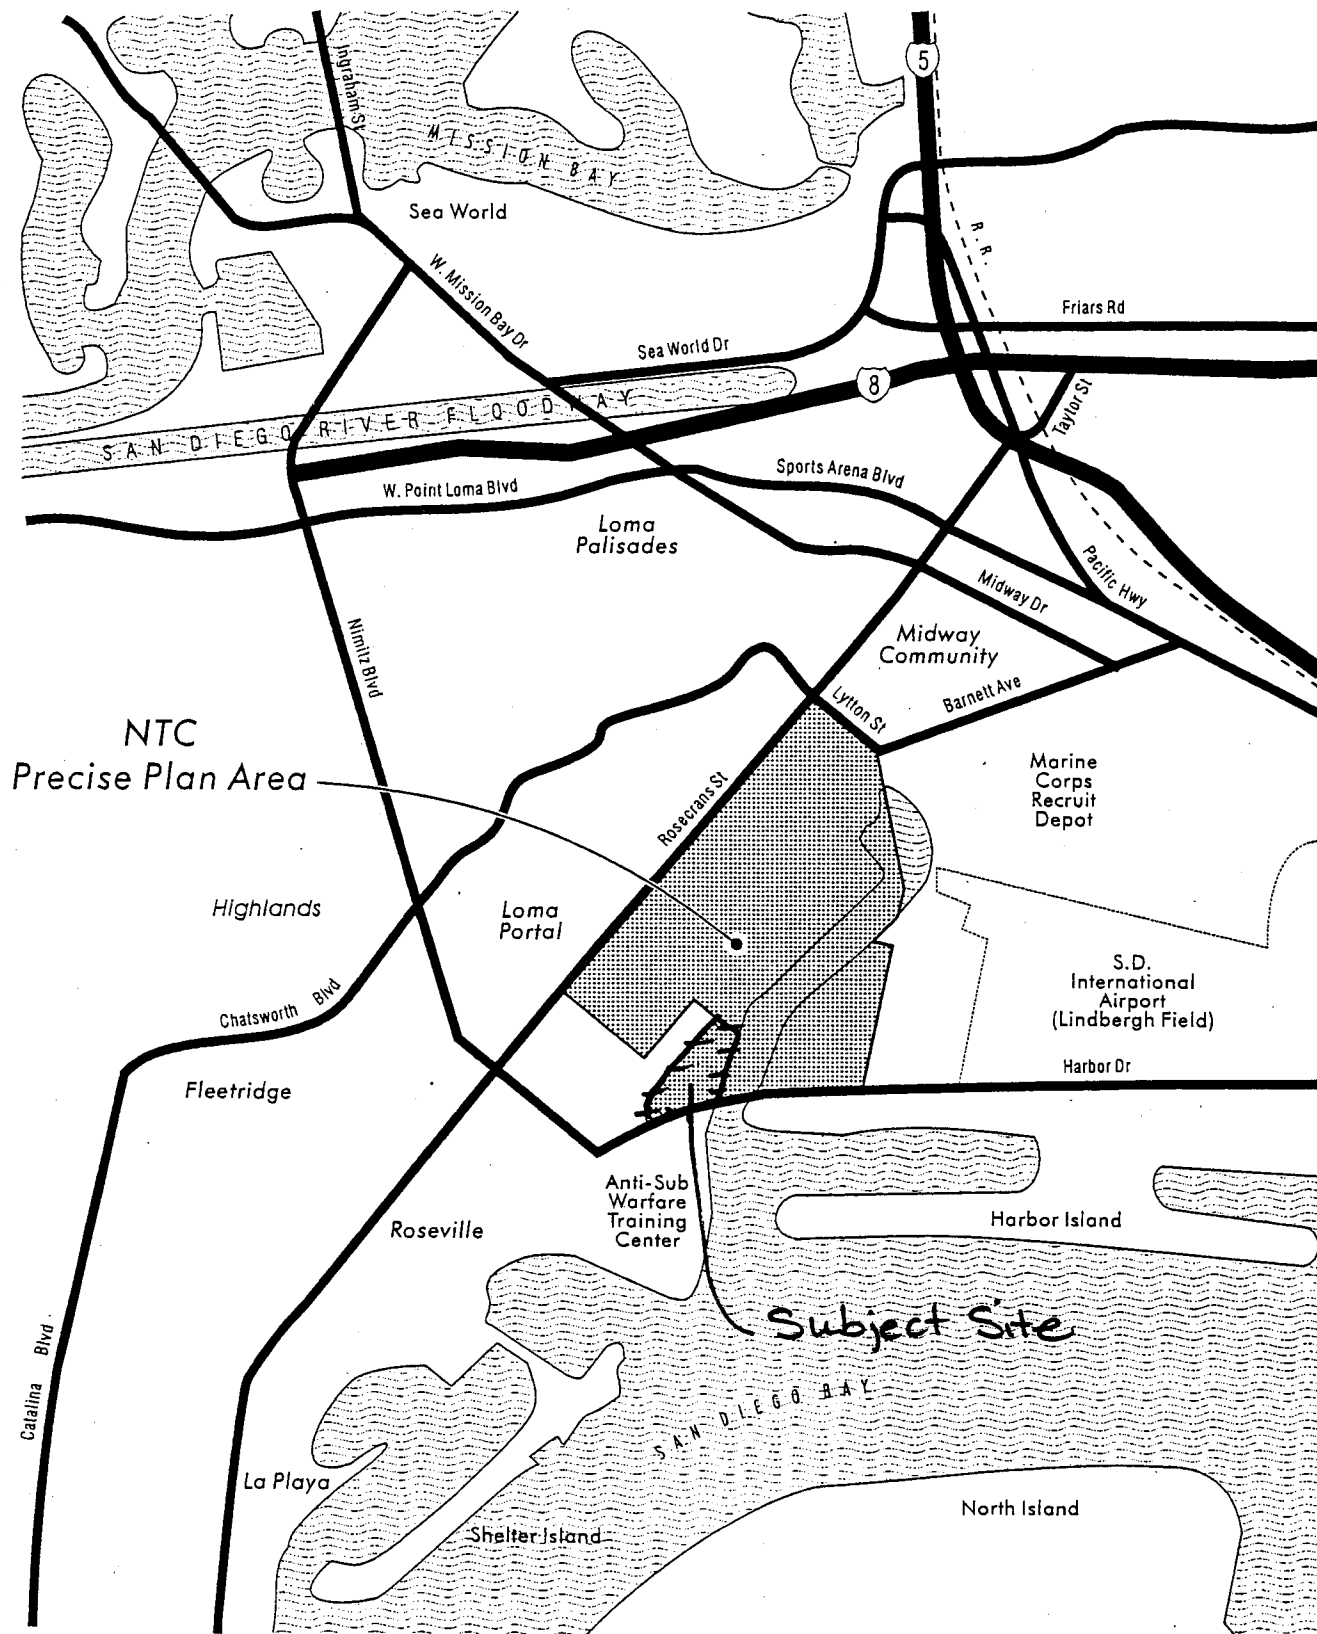 5
Ingraham St
MISSION BAY
Sea World
R. R.
W. Mission Bay Dr
Friars Rd
Sea World Dr
8
Taylor St
SAN DIEGO RIVER FLOODWAY
Sports Arena Blvd
W. Point Loma Blvd
Loma
Palisades
Pacific Hwy
Midway Dr
Nimitz Blvd
Midway
Community
Barnett Ave
Lytton St
NTC
Precise Plan Area
Marine
Corps
Recruit
Depot
Rosecrans St
Highlands
Loma
Portal
S.D.
International
Airport
(Lindbergh Field)
Chatsworth Blvd
Harbor Dr
Fleetridge
Anti-Sub
Warfare
Training
Center
Roseville
Harbor Island
Subject Site
Catalina Blvd.
SAN DIEGO BAY
La Playa
North Island
Shelter Island